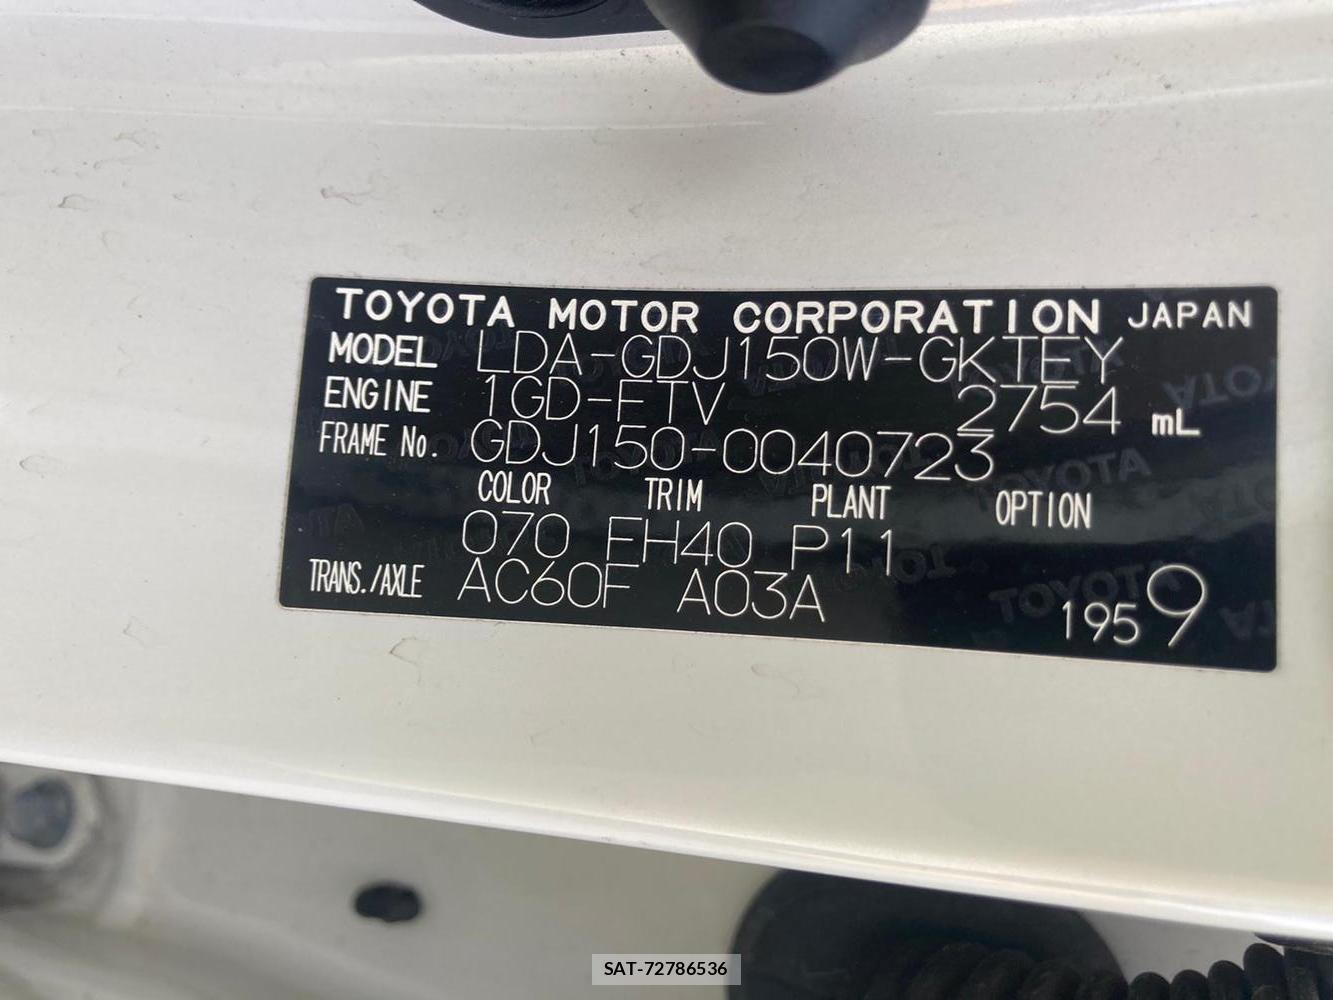 TOYOTA MOTOR CORPORATION JAPAN
MODEL LDA-GDJ150W-GKTEY
ENGINE 1GD-FTV 2754 mL
FRAME No. GDJ150-0040723
COLOR TRIM PLANT OPTION
070 FH40 P11
TRANS./AXLE AC60F A03A
1959
SAT-72786536